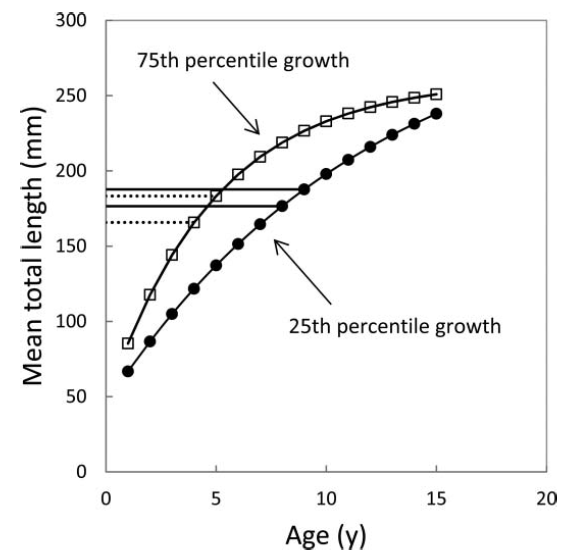 300
75th percentile growth
250
200
150
100
50
0
25th percentile growth
Mean total length (mm)
0 5 10 15 20
Age (y)